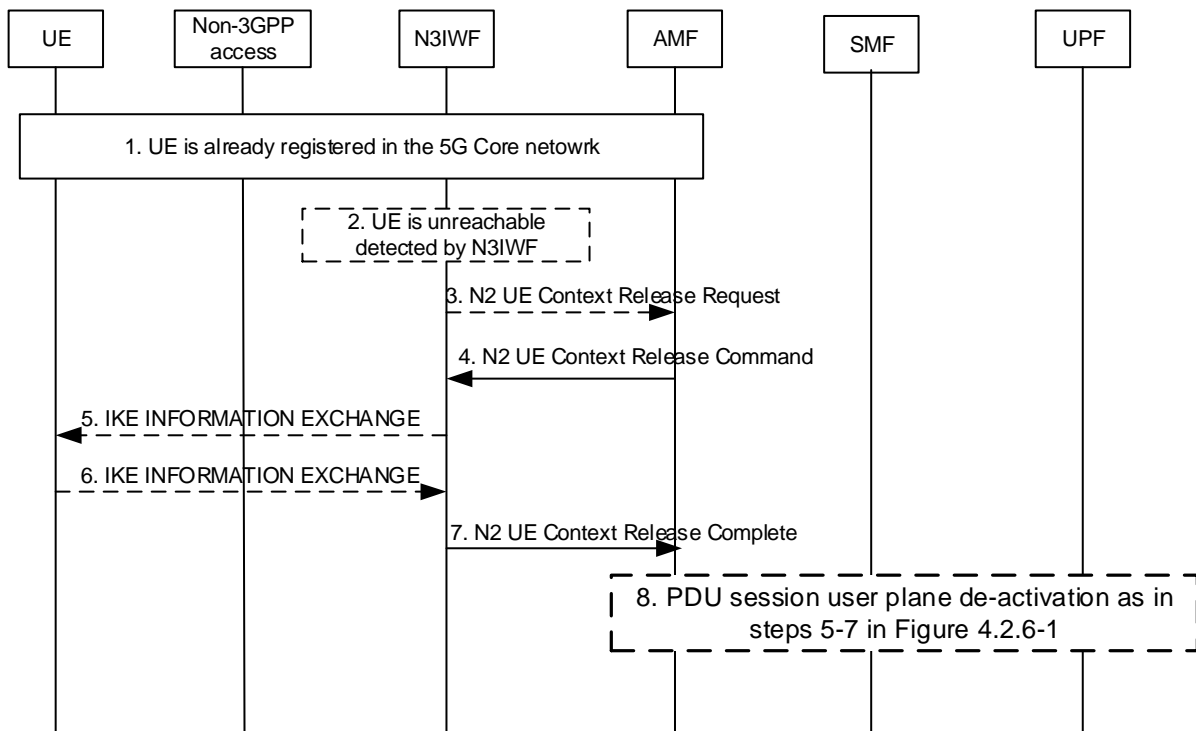 UE
Non-3GPP
access
N3IWF
AMF
SMF
UPF
1. UE is already registered in the 5G Core netowrk
2. UE is unreachable
detected by N3IWF
3. N2 UE Context Release Request
4. N2 UE Context Release Command
5. IKE INFORMATION EXCHANGE
6. IKE INFORMATION EXCHANGE
7. N2 UE Context Release Complete
8. PDU session user plane de-activation as in
steps 5-7 in Figure 4.2.6-1